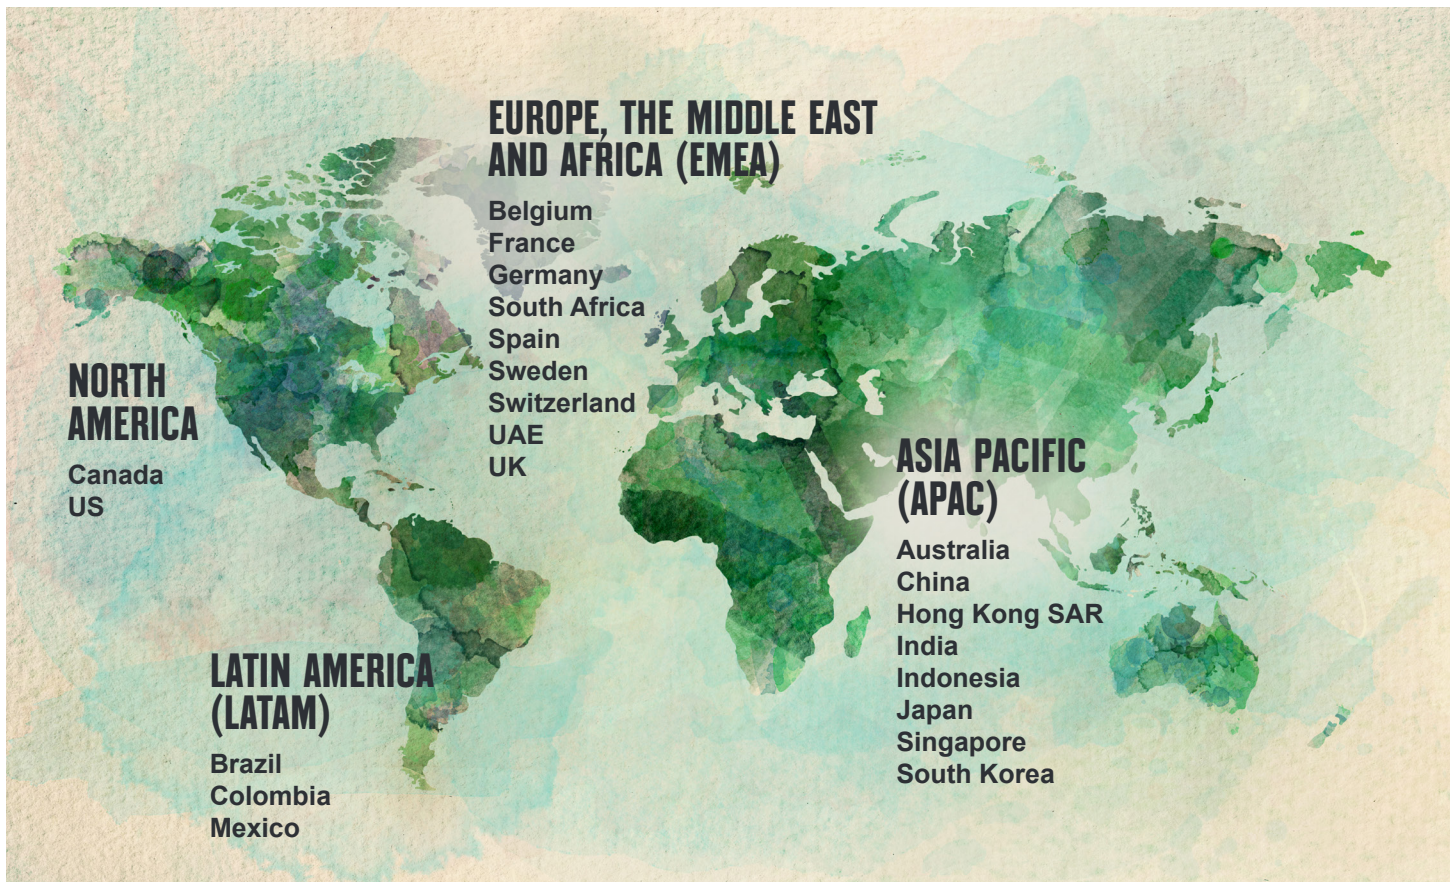 EUROPE, THE MIDDLE EAST
AND AFRICA (EMEA)
Belgium
France
Germany
South Africa
Spain
Sweden
Switzerland
UAE
UK
NORTH
AMERICA
Canada
US
ASIA PACIFIC
(APAC)
Australia
China
Hong Kong SAR
India
Indonesia
Japan
Singapore
South Korea
LATIN AMERICA
(LATAM)
Brazil
Colombia
Mexico